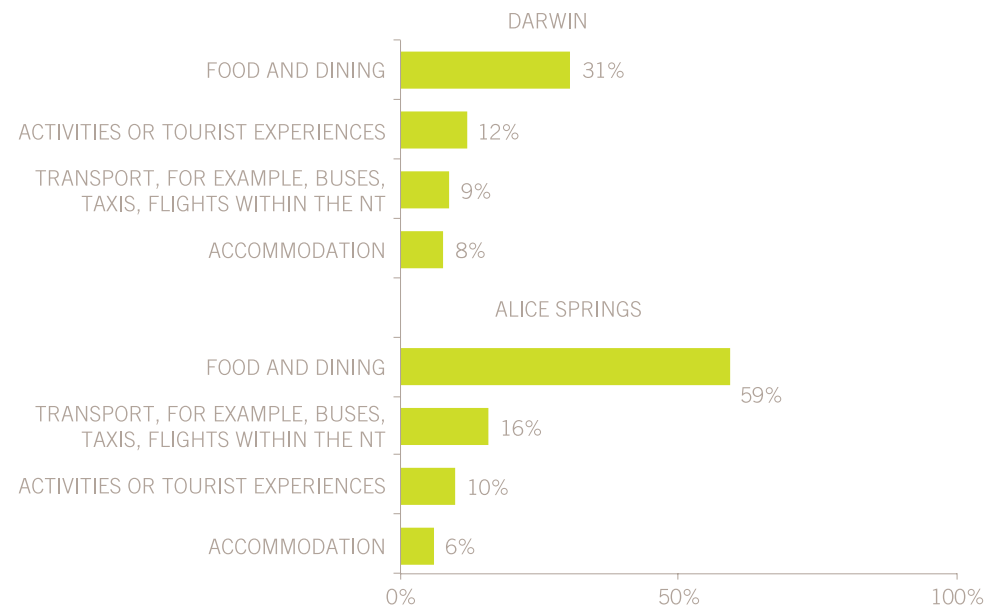 DARWIN
FOOD AND DINING 31%
ACTIVITIES OR TOURIST EXPERIENCES 12%
TRANSPORT, FOR EXAMPLE, BUSES,
TAXIS, FLIGHTS WITHIN THE NT 9%
ACCOMMODATION 8%
ALICE SPRINGS
FOOD AND DINING 59%
TRANSPORT, FOR EXAMPLE, BUSES,
TAXIS, FLIGHTS WITHIN THE NT 16%
ACTIVITIES OR TOURIST EXPERIENCES 10%
ACCOMMODATION 6%
0% 50% 100%